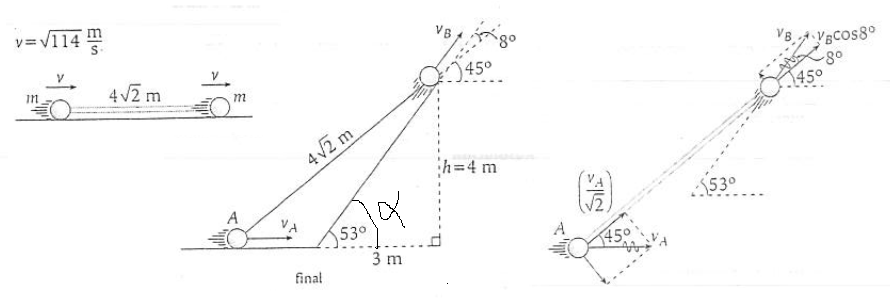 v = √114 m/s
v
v
m
4√2 m
m
v_B
8°
45°
4√2 m
h = 4 m
α
A
v_A
53°
3 m
final
v_B
v_B cos8°
8°
45°
53°
(v_A/√2)
A
45°
v_A